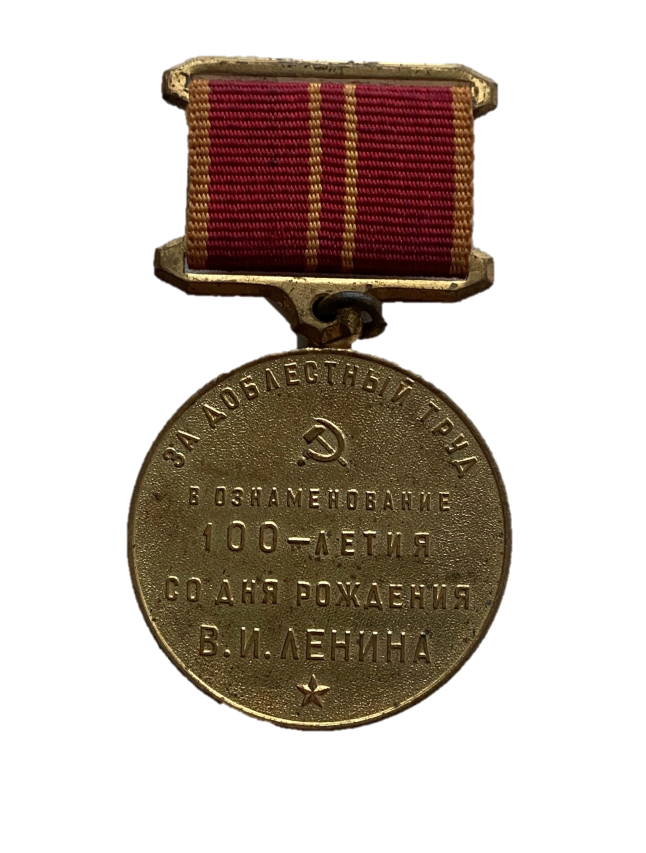 ЗА ДОБЛЕСТНЫЙ ТРУД
В ОЗНАМЕНОВАНИЕ
100–ЛЕТИЯ
СО ДНЯ РОЖДЕНИЯ
В. И. ЛЕНИНА